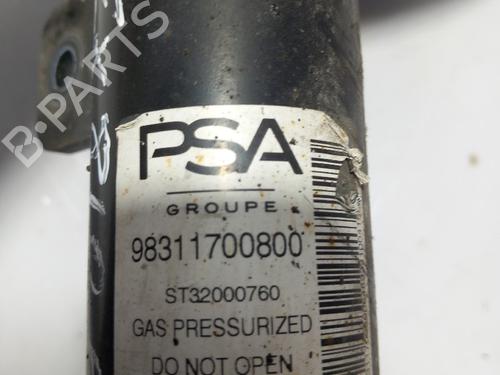 PSA
GROUPE
98311700800
ST32000760
GAS PRESSURIZED
DO NOT OPEN
B-PARTS